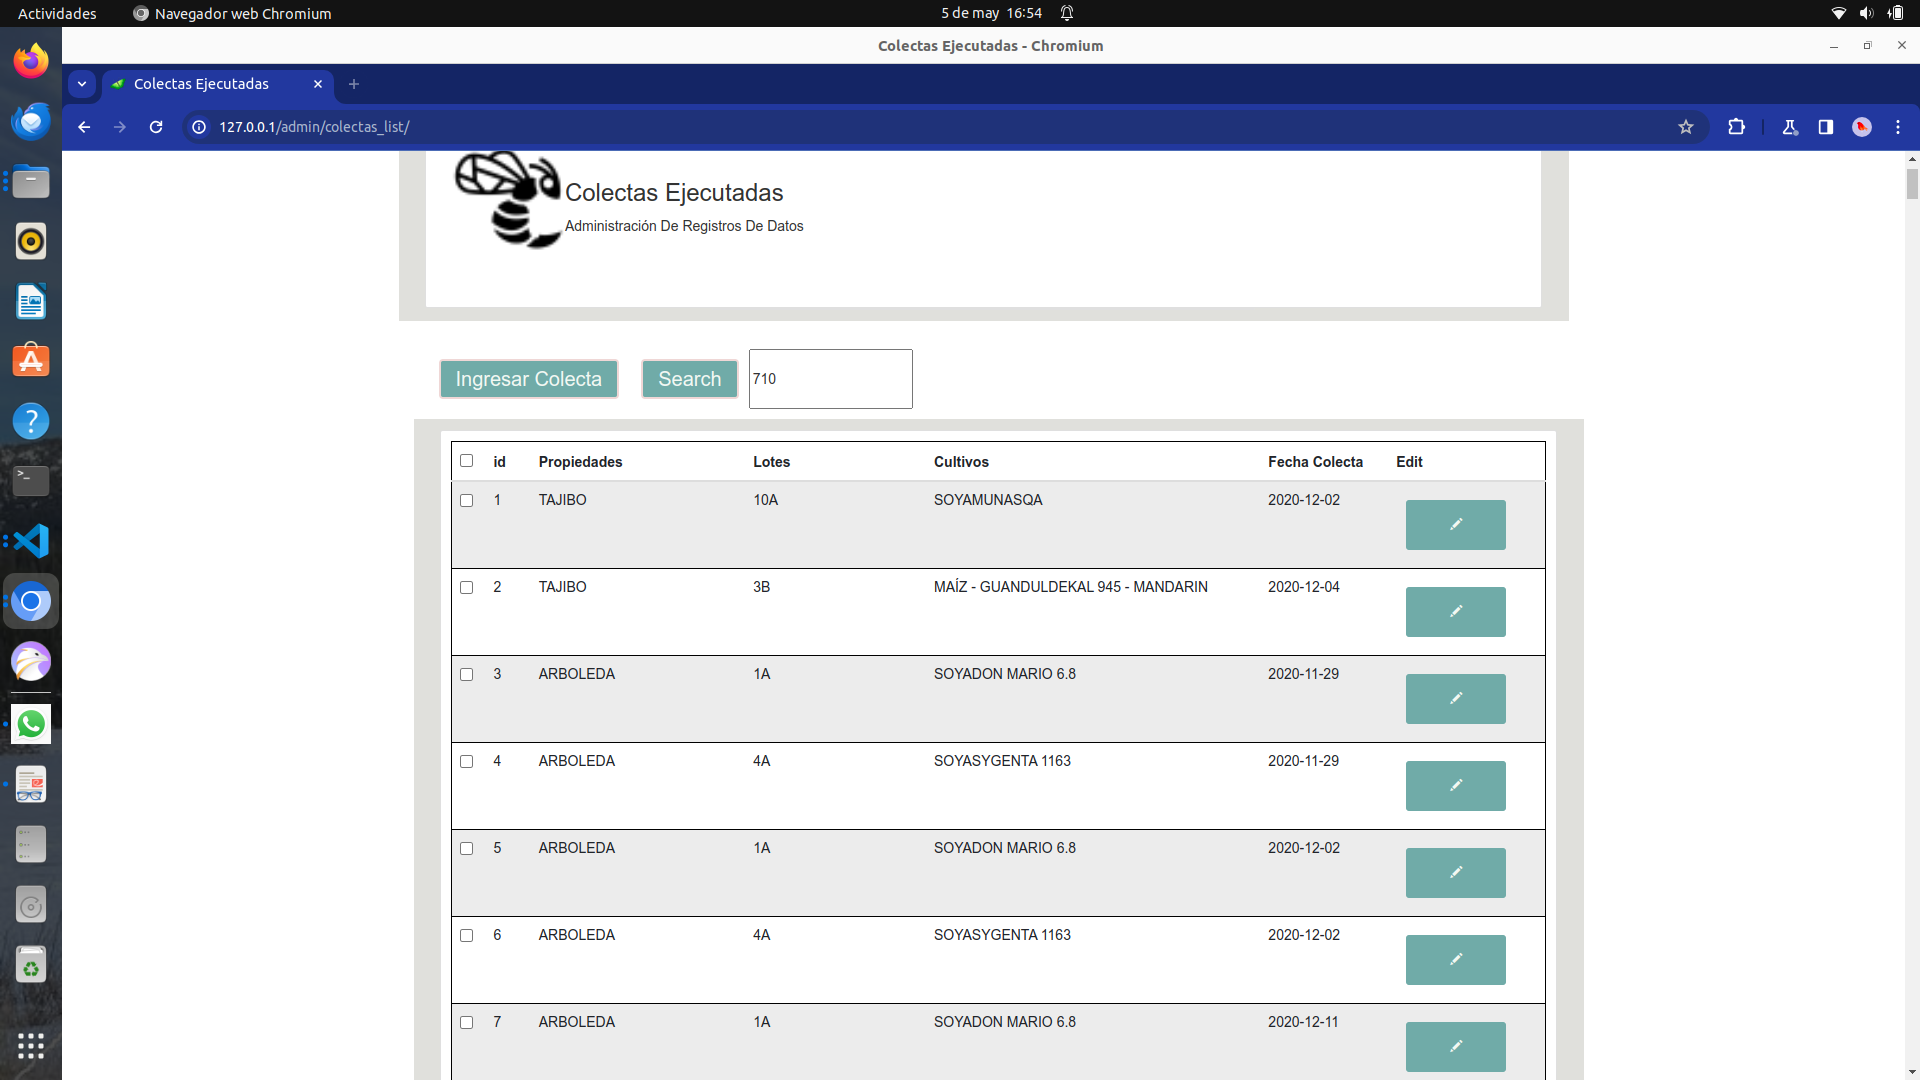 Actividades Navegador web Chromium 5 de may 16:54
Colectas Ejecutadas - Chromium
Colectas Ejecutadas
127.0.0.1/admin/colectas_list/
Colectas Ejecutadas
Administración De Registros De Datos
Ingresar Colecta Search 710
id Propiedades Lotes Cultivos Fecha Colecta Edit
1 TAJIBO 10A SOYAMUNASQA 2020-12-02
2 TAJIBO 3B MAÍZ - GUANDULDEKAL 945 - MANDARIN 2020-12-04
3 ARBOLEDA 1A SOYADON MARIO 6.8 2020-11-29
4 ARBOLEDA 4A SOYASYGENTA 1163 2020-11-29
5 ARBOLEDA 1A SOYADON MARIO 6.8 2020-12-02
6 ARBOLEDA 4A SOYASYGENTA 1163 2020-12-02
7 ARBOLEDA 1A SOYADON MARIO 6.8 2020-12-11